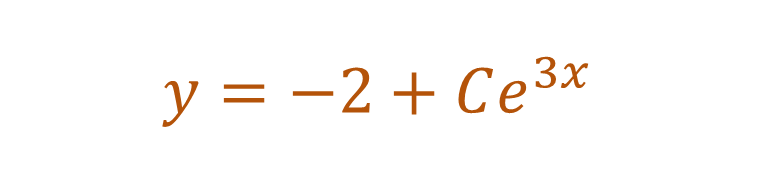 y = −2 + Ce^{3x}